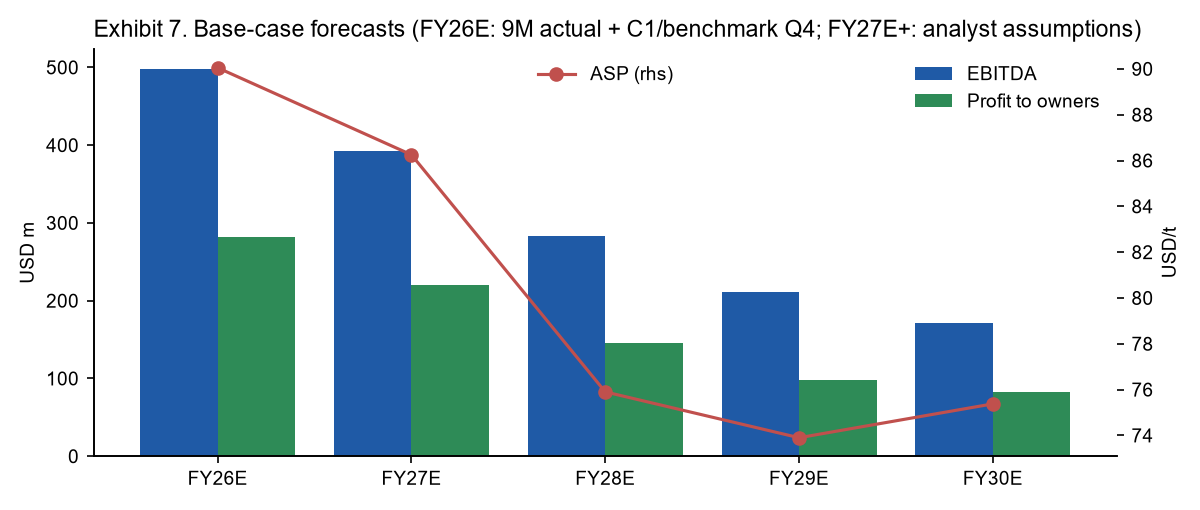 Exhibit 7. Base-case forecasts (FY26E: 9M actual + C1/benchmark Q4; FY27E+: analyst assumptions)
ASP (rhs)
EBITDA
Profit to owners
USD m
500
400
300
200
100
0
90
88
86
84
82
80
78
76
74
USD/t
FY26E FY27E FY28E FY29E FY30E